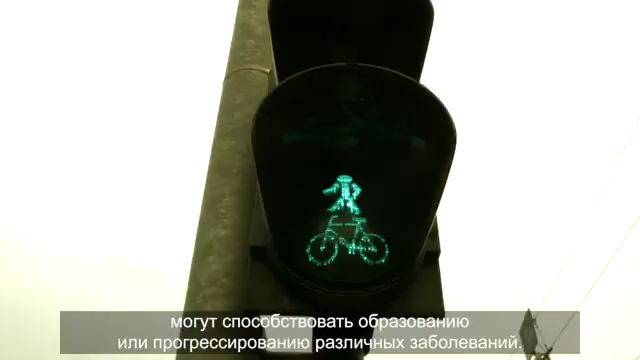 могут способствовать образованию
или прогрессированию различных заболеваний.